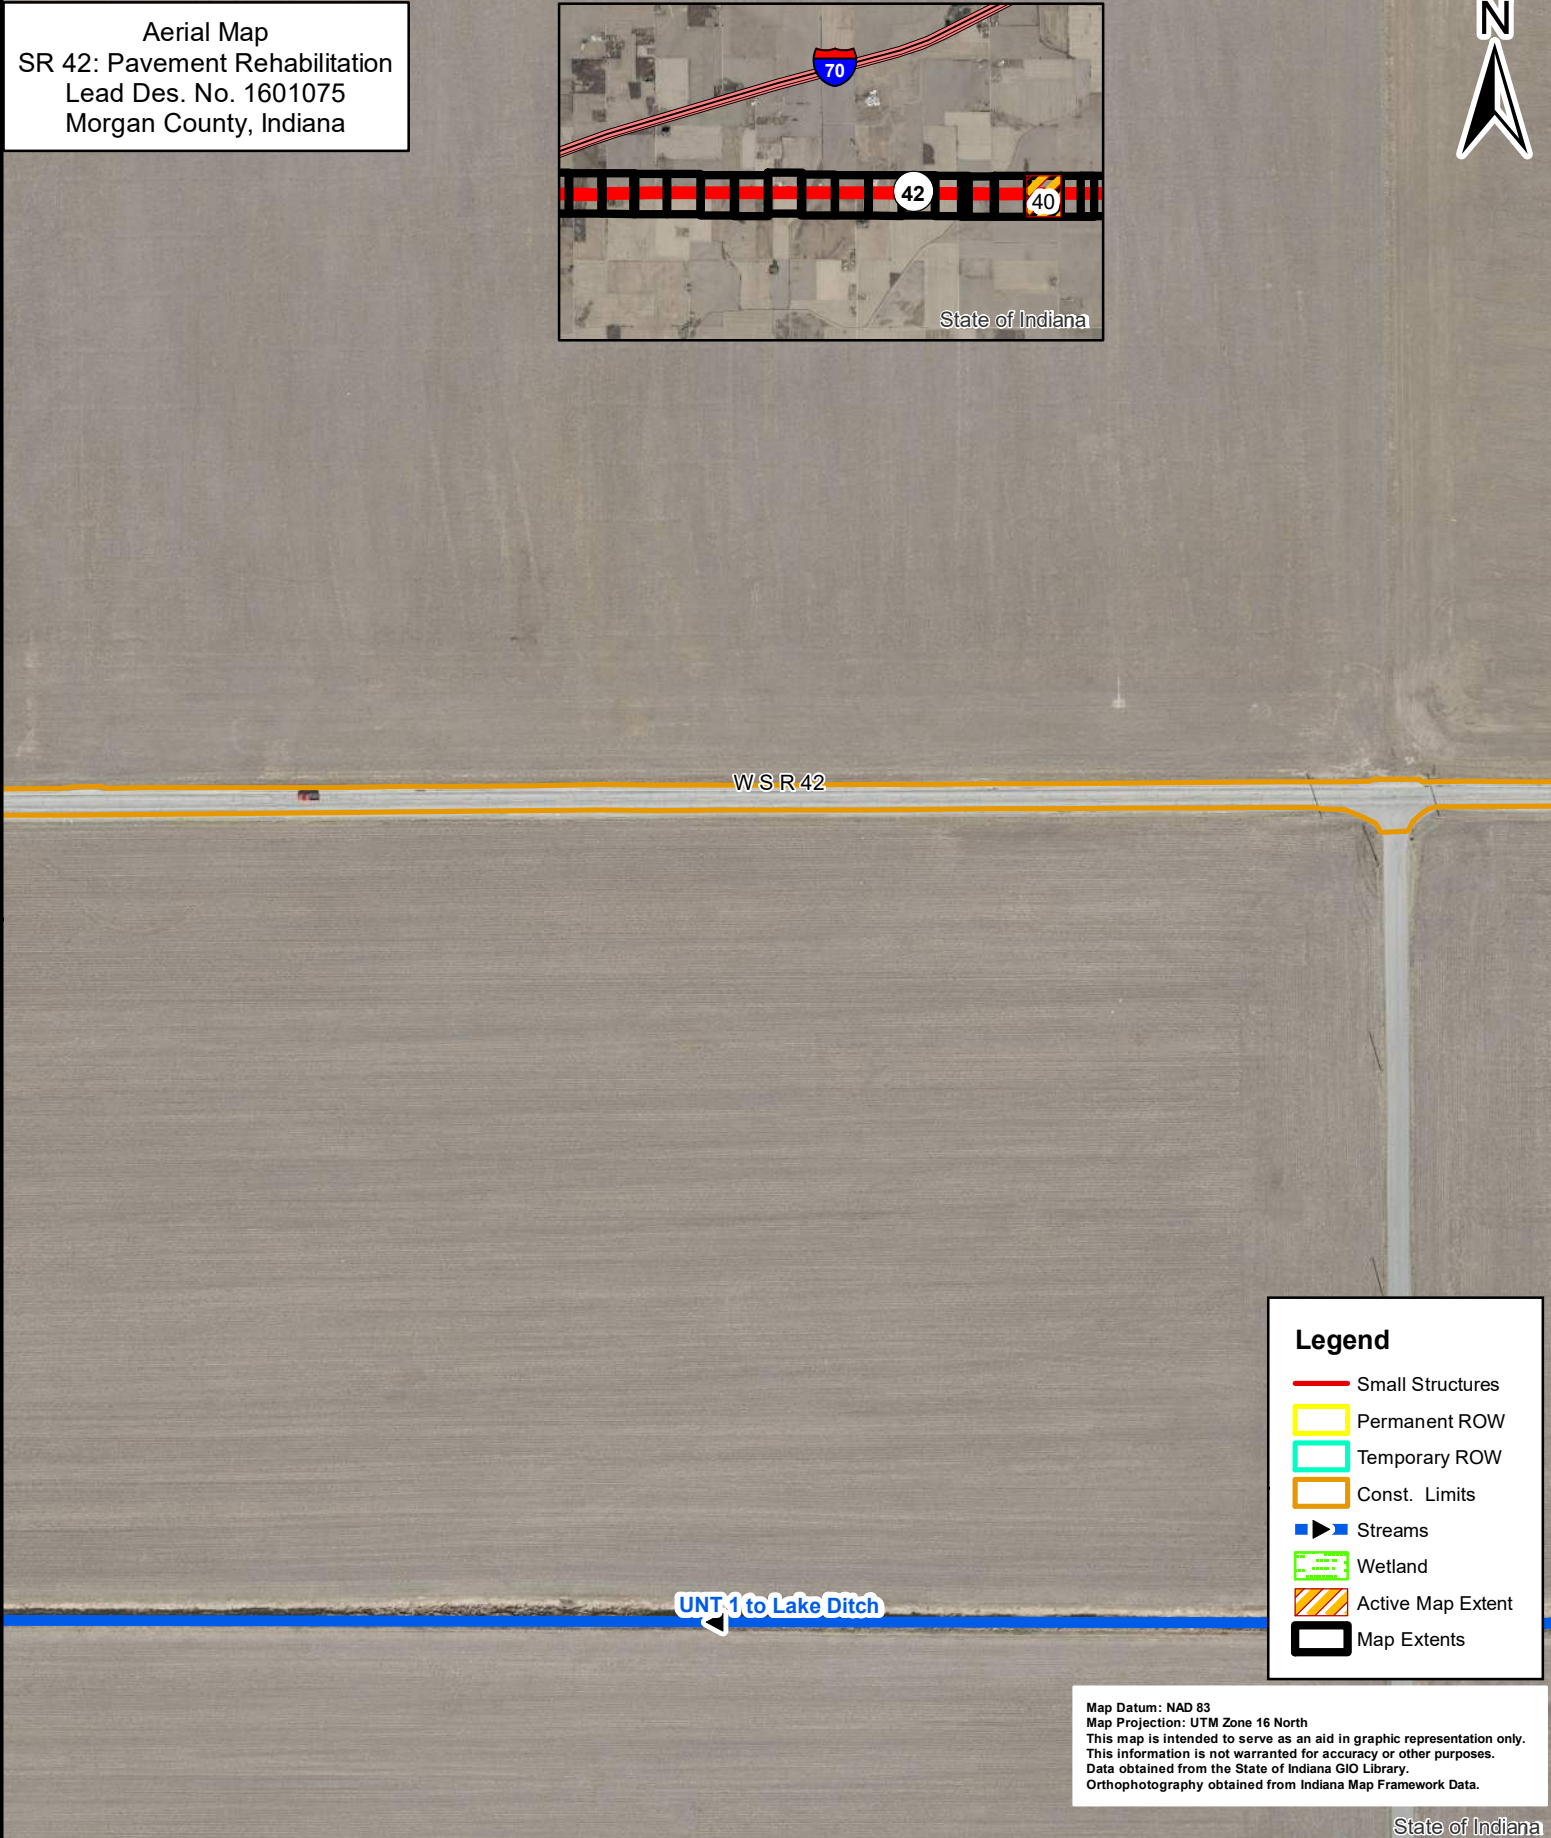 Aerial Map
SR 42: Pavement Rehabilitation
Lead Des. No. 1601075
Morgan County, Indiana
70
42
40
State of Indiana
N
W S R 42
UNT 1 to Lake Ditch
Legend
Small Structures
Permanent ROW
Temporary ROW
Const. Limits
Streams
Wetland
Active Map Extent
Map Extents
Map Datum: NAD 83
Map Projection: UTM Zone 16 North
This map is intended to serve as an aid in graphic representation only.
This information is not warranted for accuracy or other purposes.
Data obtained from the State of Indiana GIO Library.
Orthophotography obtained from Indiana Map Framework Data.
State of Indiana